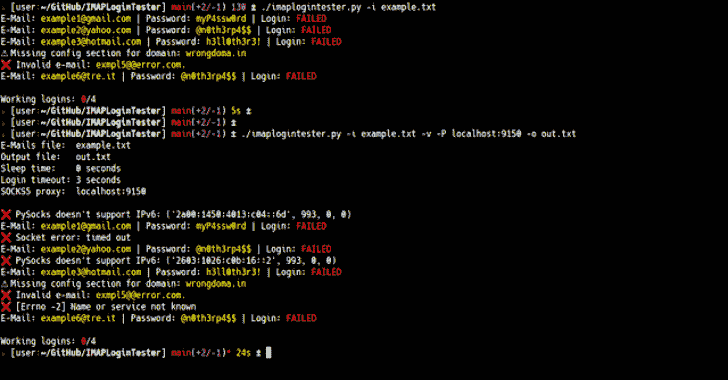 [user:~/GitHub/IMAPLoginTester] main(+2/-1) 130 ± ./imaplogintester.py -i example.txt
E-Mail: example1@gmail.com | Password: myP4ssw0rd | Login: FAILED
E-Mail: example2@yahoo.com | Password: @n0th3rp4$$ | Login: FAILED
E-Mail: example3@hotmail.com | Password: h3ll0th3r3! | Login: FAILED
⚠Missing config section for domain: wrongdoma.in
❌ Invalid e-mail: exmpl5@@error.com.
E-Mail: example6@tre.it | Password: @n0th3rp4$$ | Login: FAILED
Working logins: 0/4
[user:~/GitHub/IMAPLoginTester] main(+2/-1) 5s ±
[user:~/GitHub/IMAPLoginTester] main(+2/-1) ±
[user:~/GitHub/IMAPLoginTester] main(+2/-1) ± ./imaplogintester.py -i example.txt -v -P localhost:9150 -o out.txt
E-Mails file: example.txt
Output file: out.txt
Sleep time: 0 seconds
Login timeout: 3 seconds
SOCKS5 proxy: localhost:9150
❌ PySocks doesn't support IPv6: ('2a00:1450:4013:c04::6d', 993, 0, 0)
E-Mail: example1@gmail.com | Password: myP4ssw0rd | Login: FAILED
❌ Socket error: timed out
E-Mail: example2@yahoo.com | Password: @n0th3rp4$$ | Login: FAILED
❌ PySocks doesn't support IPv6: ('2603:1026:c0b:16::2', 993, 0, 0)
E-Mail: example3@hotmail.com | Password: h3ll0th3r3! | Login: FAILED
⚠Missing config section for domain: wrongdoma.in
❌ Invalid e-mail: exmpl5@@error.com.
❌ [Errno -2] Name or service not known
E-Mail: example6@tre.it | Password: @n0th3rp4$$ | Login: FAILED
Working logins: 0/4
[user:~/GitHub/IMAPLoginTester] main(+2/-1)* 24s ±